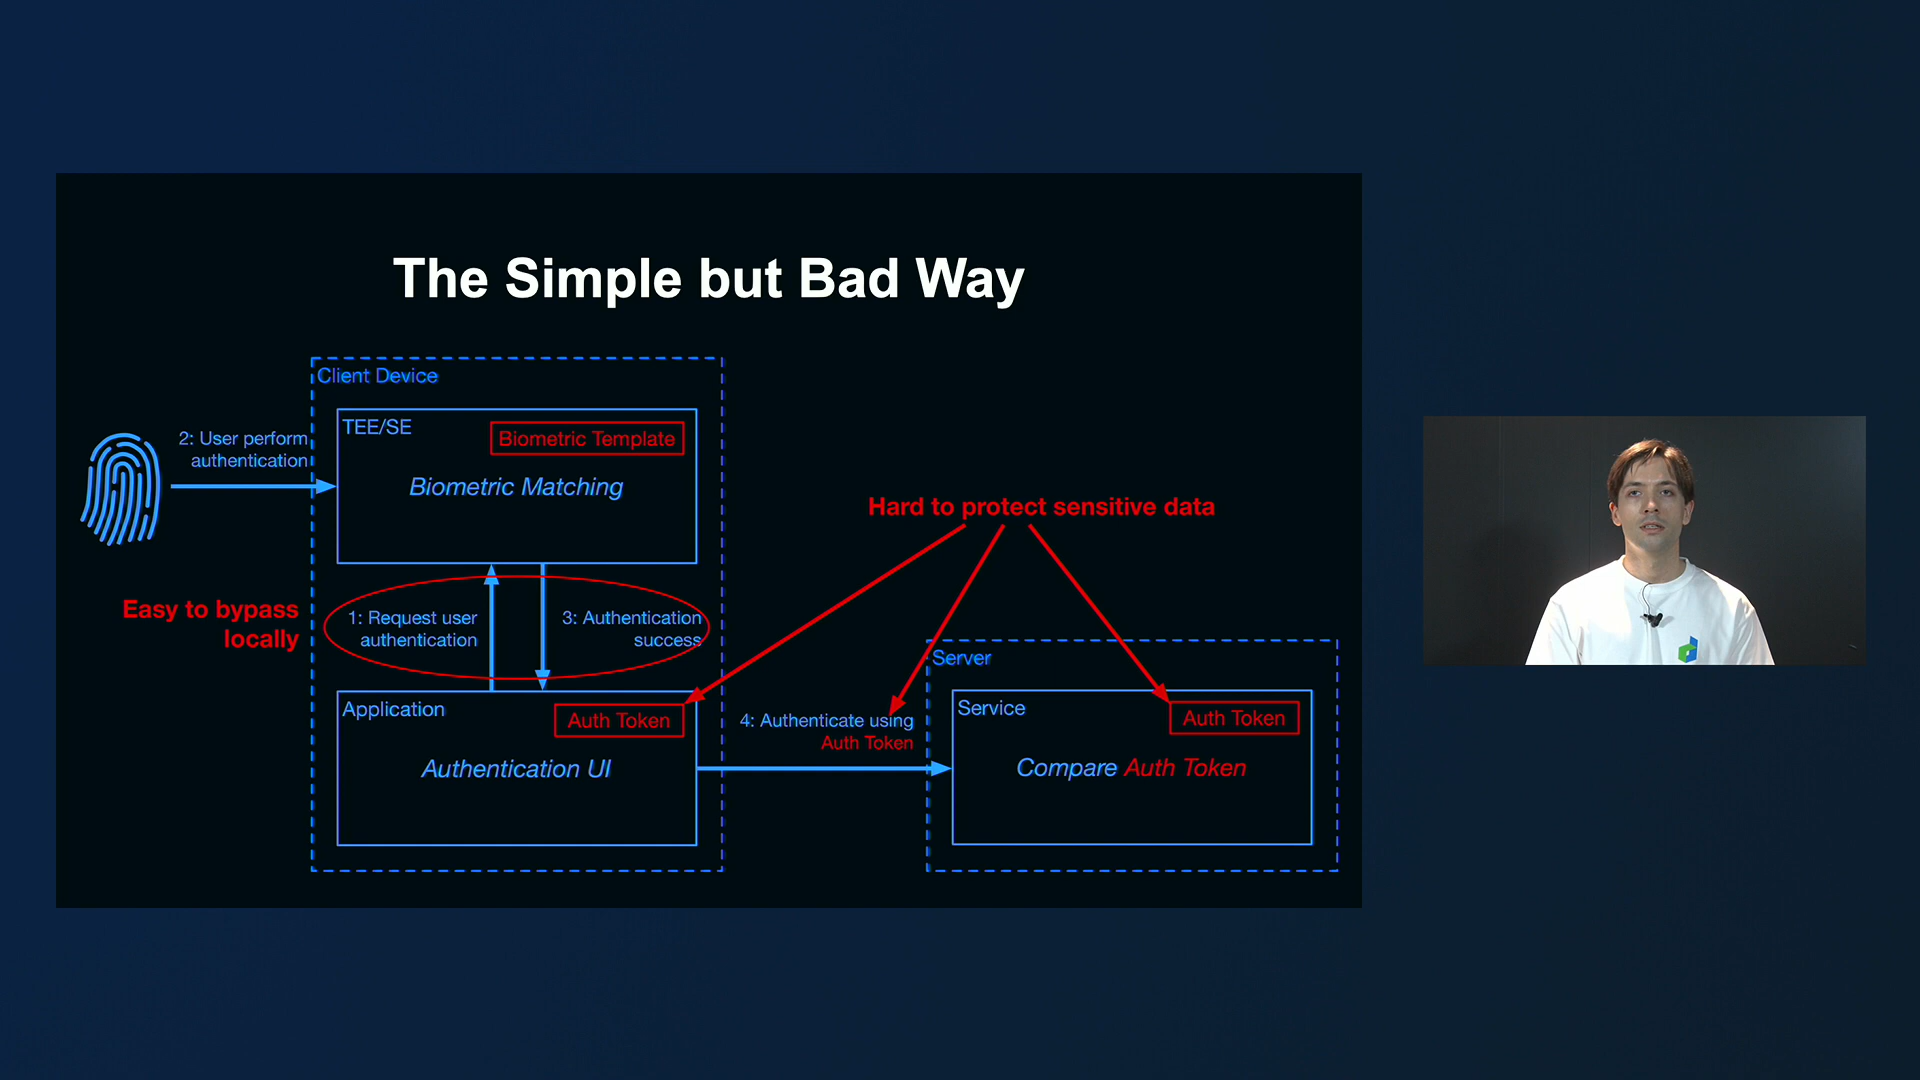 The Simple but Bad Way
Client Device
TEE/SE
Biometric Template
Biometric Matching
2: User perform
authentication
Easy to bypass
locally
1: Request user
authentication
3: Authentication
success
Hard to protect sensitive data
Application
Auth Token
Authentication UI
4: Authenticate using
Auth Token
Server
Service
Auth Token
Compare Auth Token